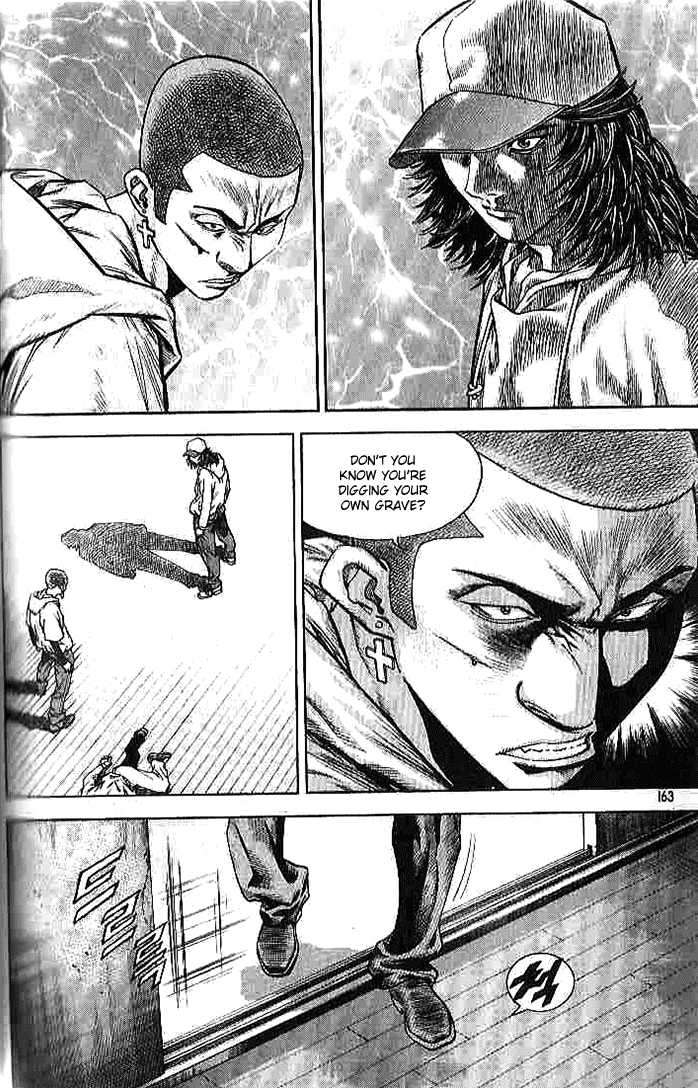 DON'T YOU
KNOW YOU'RE
DIGGING YOUR
OWN GRAVE?
163